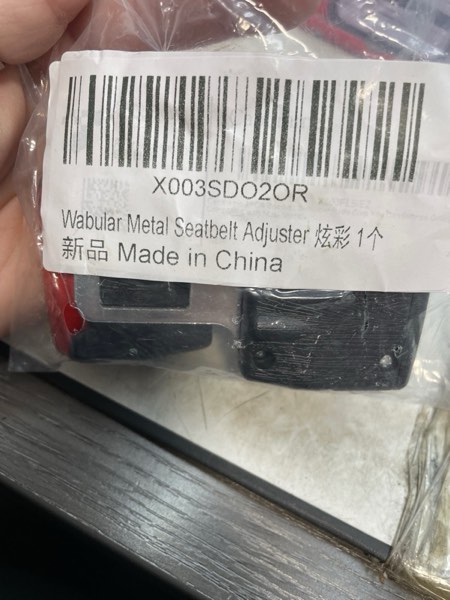 X003SDO2OR
Wabular Metal Seatbelt Adjuster 炫彩 1个
新品 Made in China